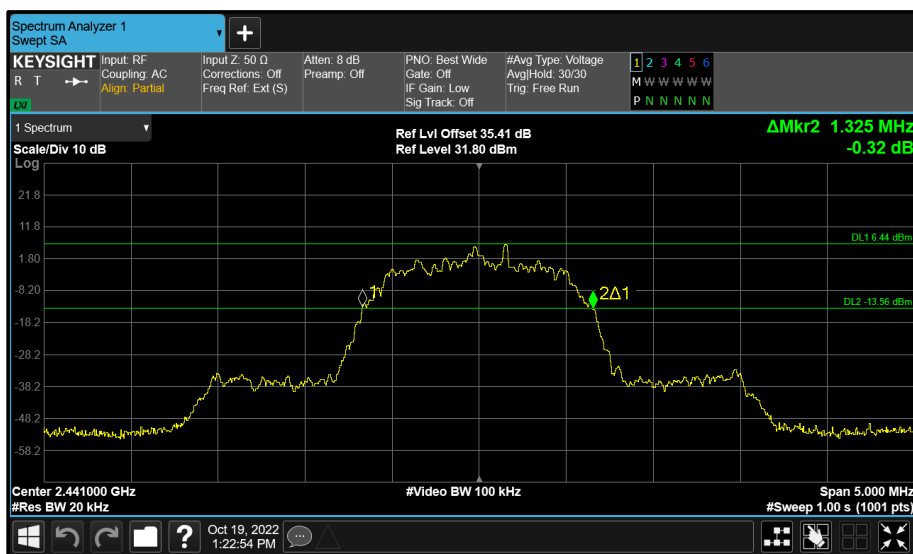 Spectrum Analyzer 1
Swept SA
KEYSIGHT
R T
LXI
Input: RF
Coupling: AC
Align: Partial
Input Z: 50 Ω
Corrections: Off
Freq Ref: Ext (S)
Atten: 8 dB
Preamp: Off
PNO: Best Wide
Gate: Off
IF Gain: Low
Sig Track: Off
#Avg Type: Voltage
Avg|Hold: 30/30
Trig: Free Run
1 2 3 4 5 6
M W W W W W
P N N N N N
1 Spectrum
Scale/Div 10 dB
Ref Lvl Offset 35.41 dB
Ref Level 31.80 dBm
ΔMkr2 1.325 MHz
-0.32 dB
Log
21.8
11.8
1.80
-8.20
-18.2
-28.2
-38.2
-48.2
-58.2
DL1 6.44 dBm
1
2Δ1
DL2 -13.56 dBm
Center 2.441000 GHz
#Res BW 20 kHz
#Video BW 100 kHz
Span 5.000 MHz
#Sweep 1.00 s (1001 pts)
?
Oct 19, 2022
1:22:54 PM